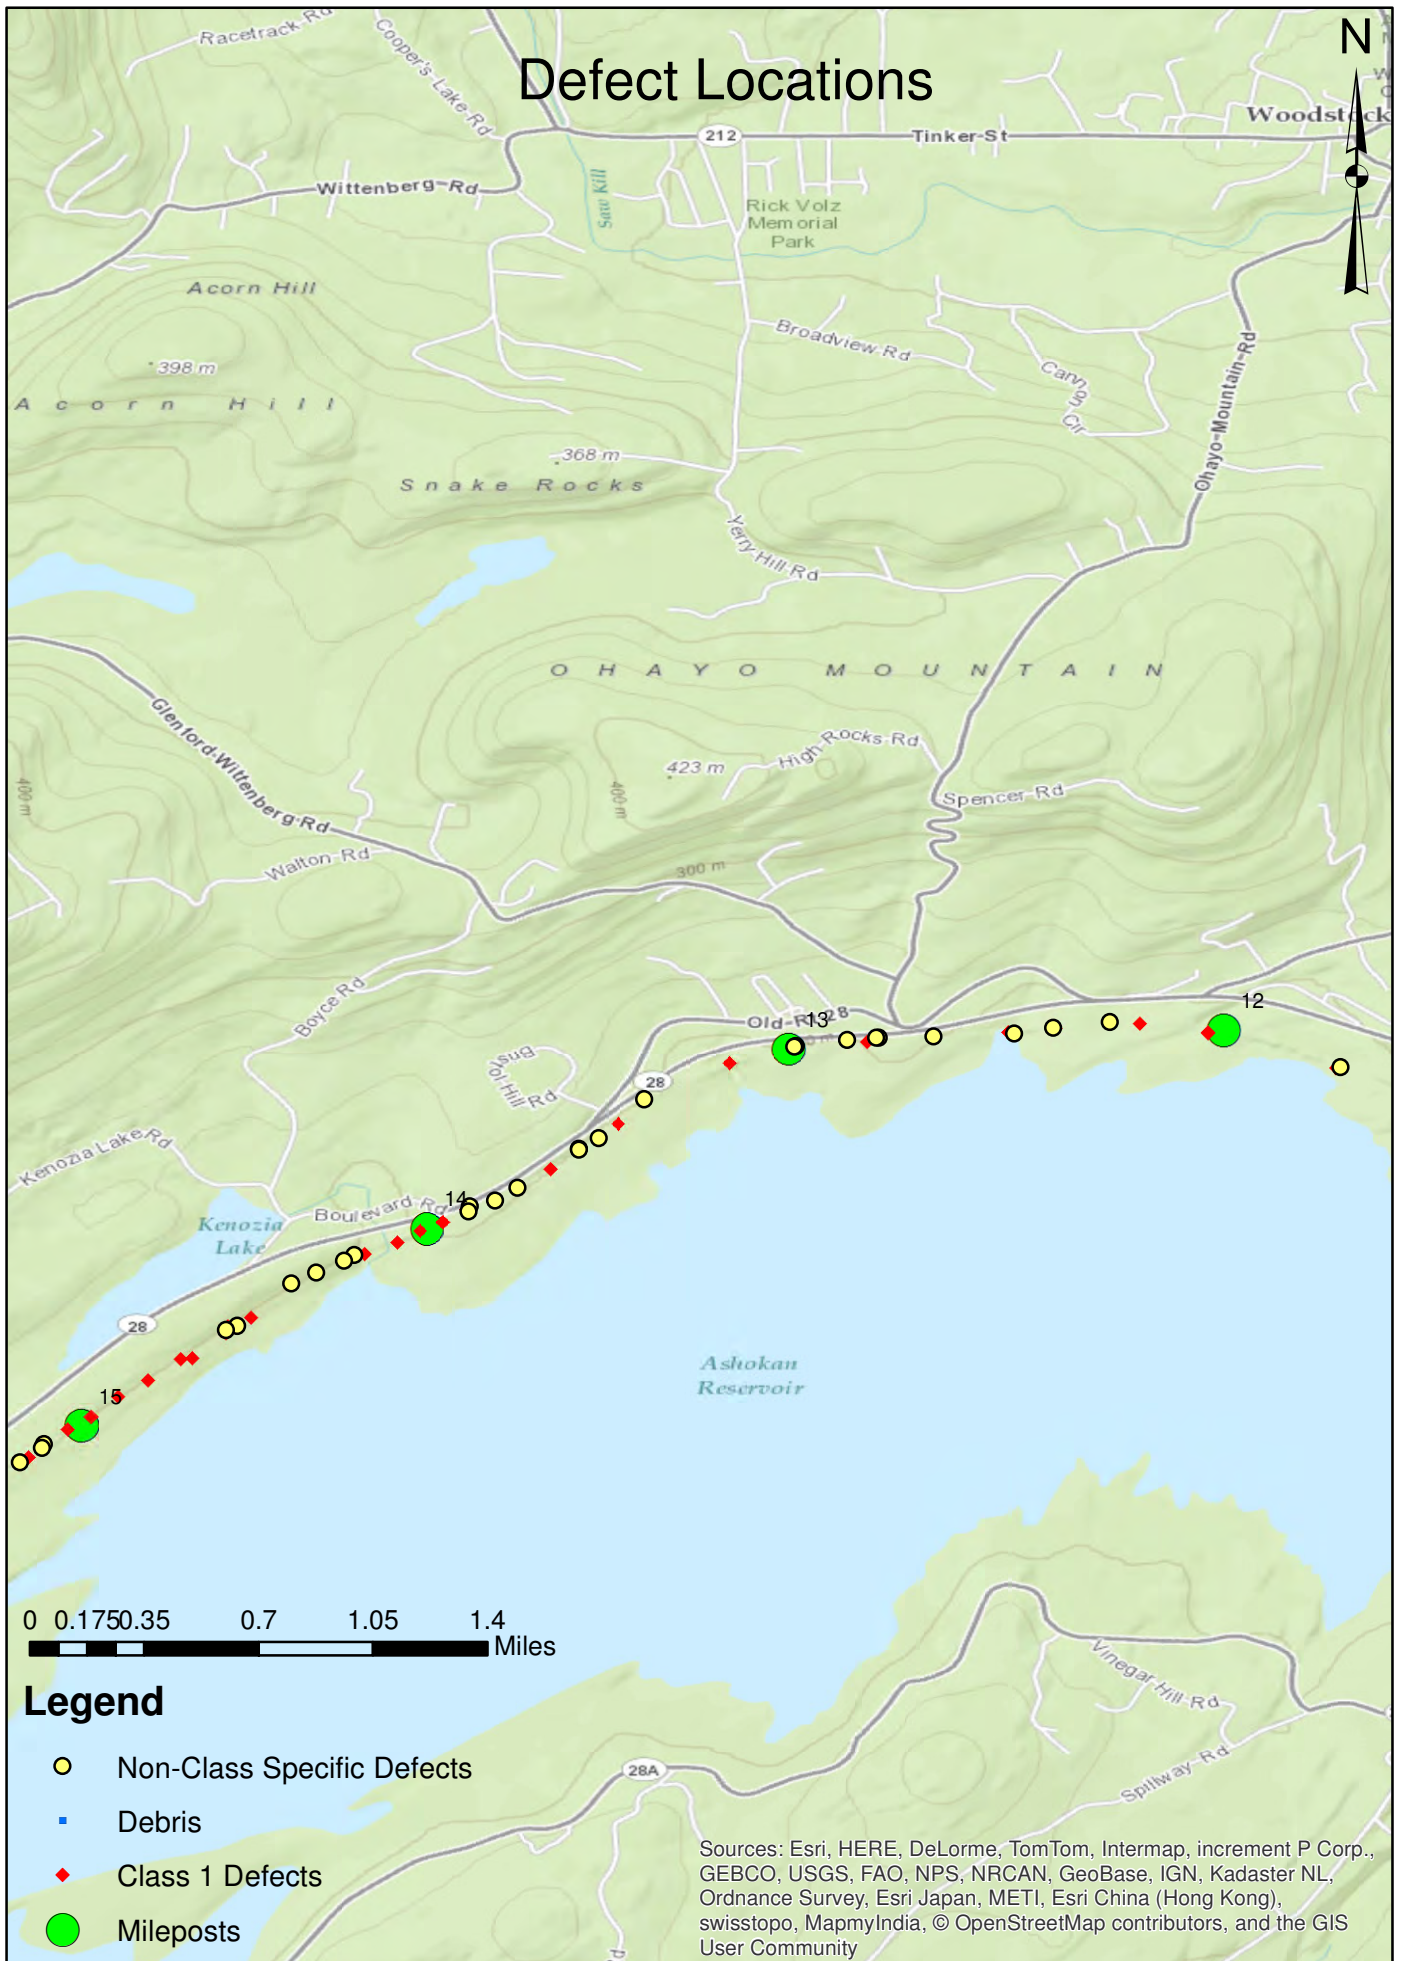 Defect Locations
N
Racetrack-Rd
Cooper's-Lake-Rd
Woodstock
212
Tinker-St
Wittenberg-Rd
Saw Kill
Rick Volz
Memorial
Park
Acorn Hill
Broadview-Rd
Ohayo-Mountain-Rd
398 m
Cannon Cir
Acorn Hill
368 m
Snake Rocks
Yerry-Hill-Rd
OHAYO MOUNTAIN
Glenford-Wittenberg-Rd
High-Rocks-Rd
423 m
400 m
400 m
Spencer-Rd
Walton-Rd
300 m
Boyce Rd
12
Old-Rt-28
13
28
Kenozia Lake Rd
14
Boulevard-Rd
Kenozia
Lake
28
Ashokan
Reservoir
15
0 0.175 0.35 0.7 1.05 1.4
Miles
Vinegar-Hill-Rd
Legend
Spillway-Rd
Non-Class Specific Defects
28A
Debris
Class 1 Defects
Mileposts
Sources: Esri, HERE, DeLorme, TomTom, Intermap, increment P Corp.,
GEBCO, USGS, FAO, NPS, NRCAN, GeoBase, IGN, Kadaster NL,
Ordnance Survey, Esri Japan, METI, Esri China (Hong Kong),
swisstopo, MapmyIndia, © OpenStreetMap contributors, and the GIS
User Community